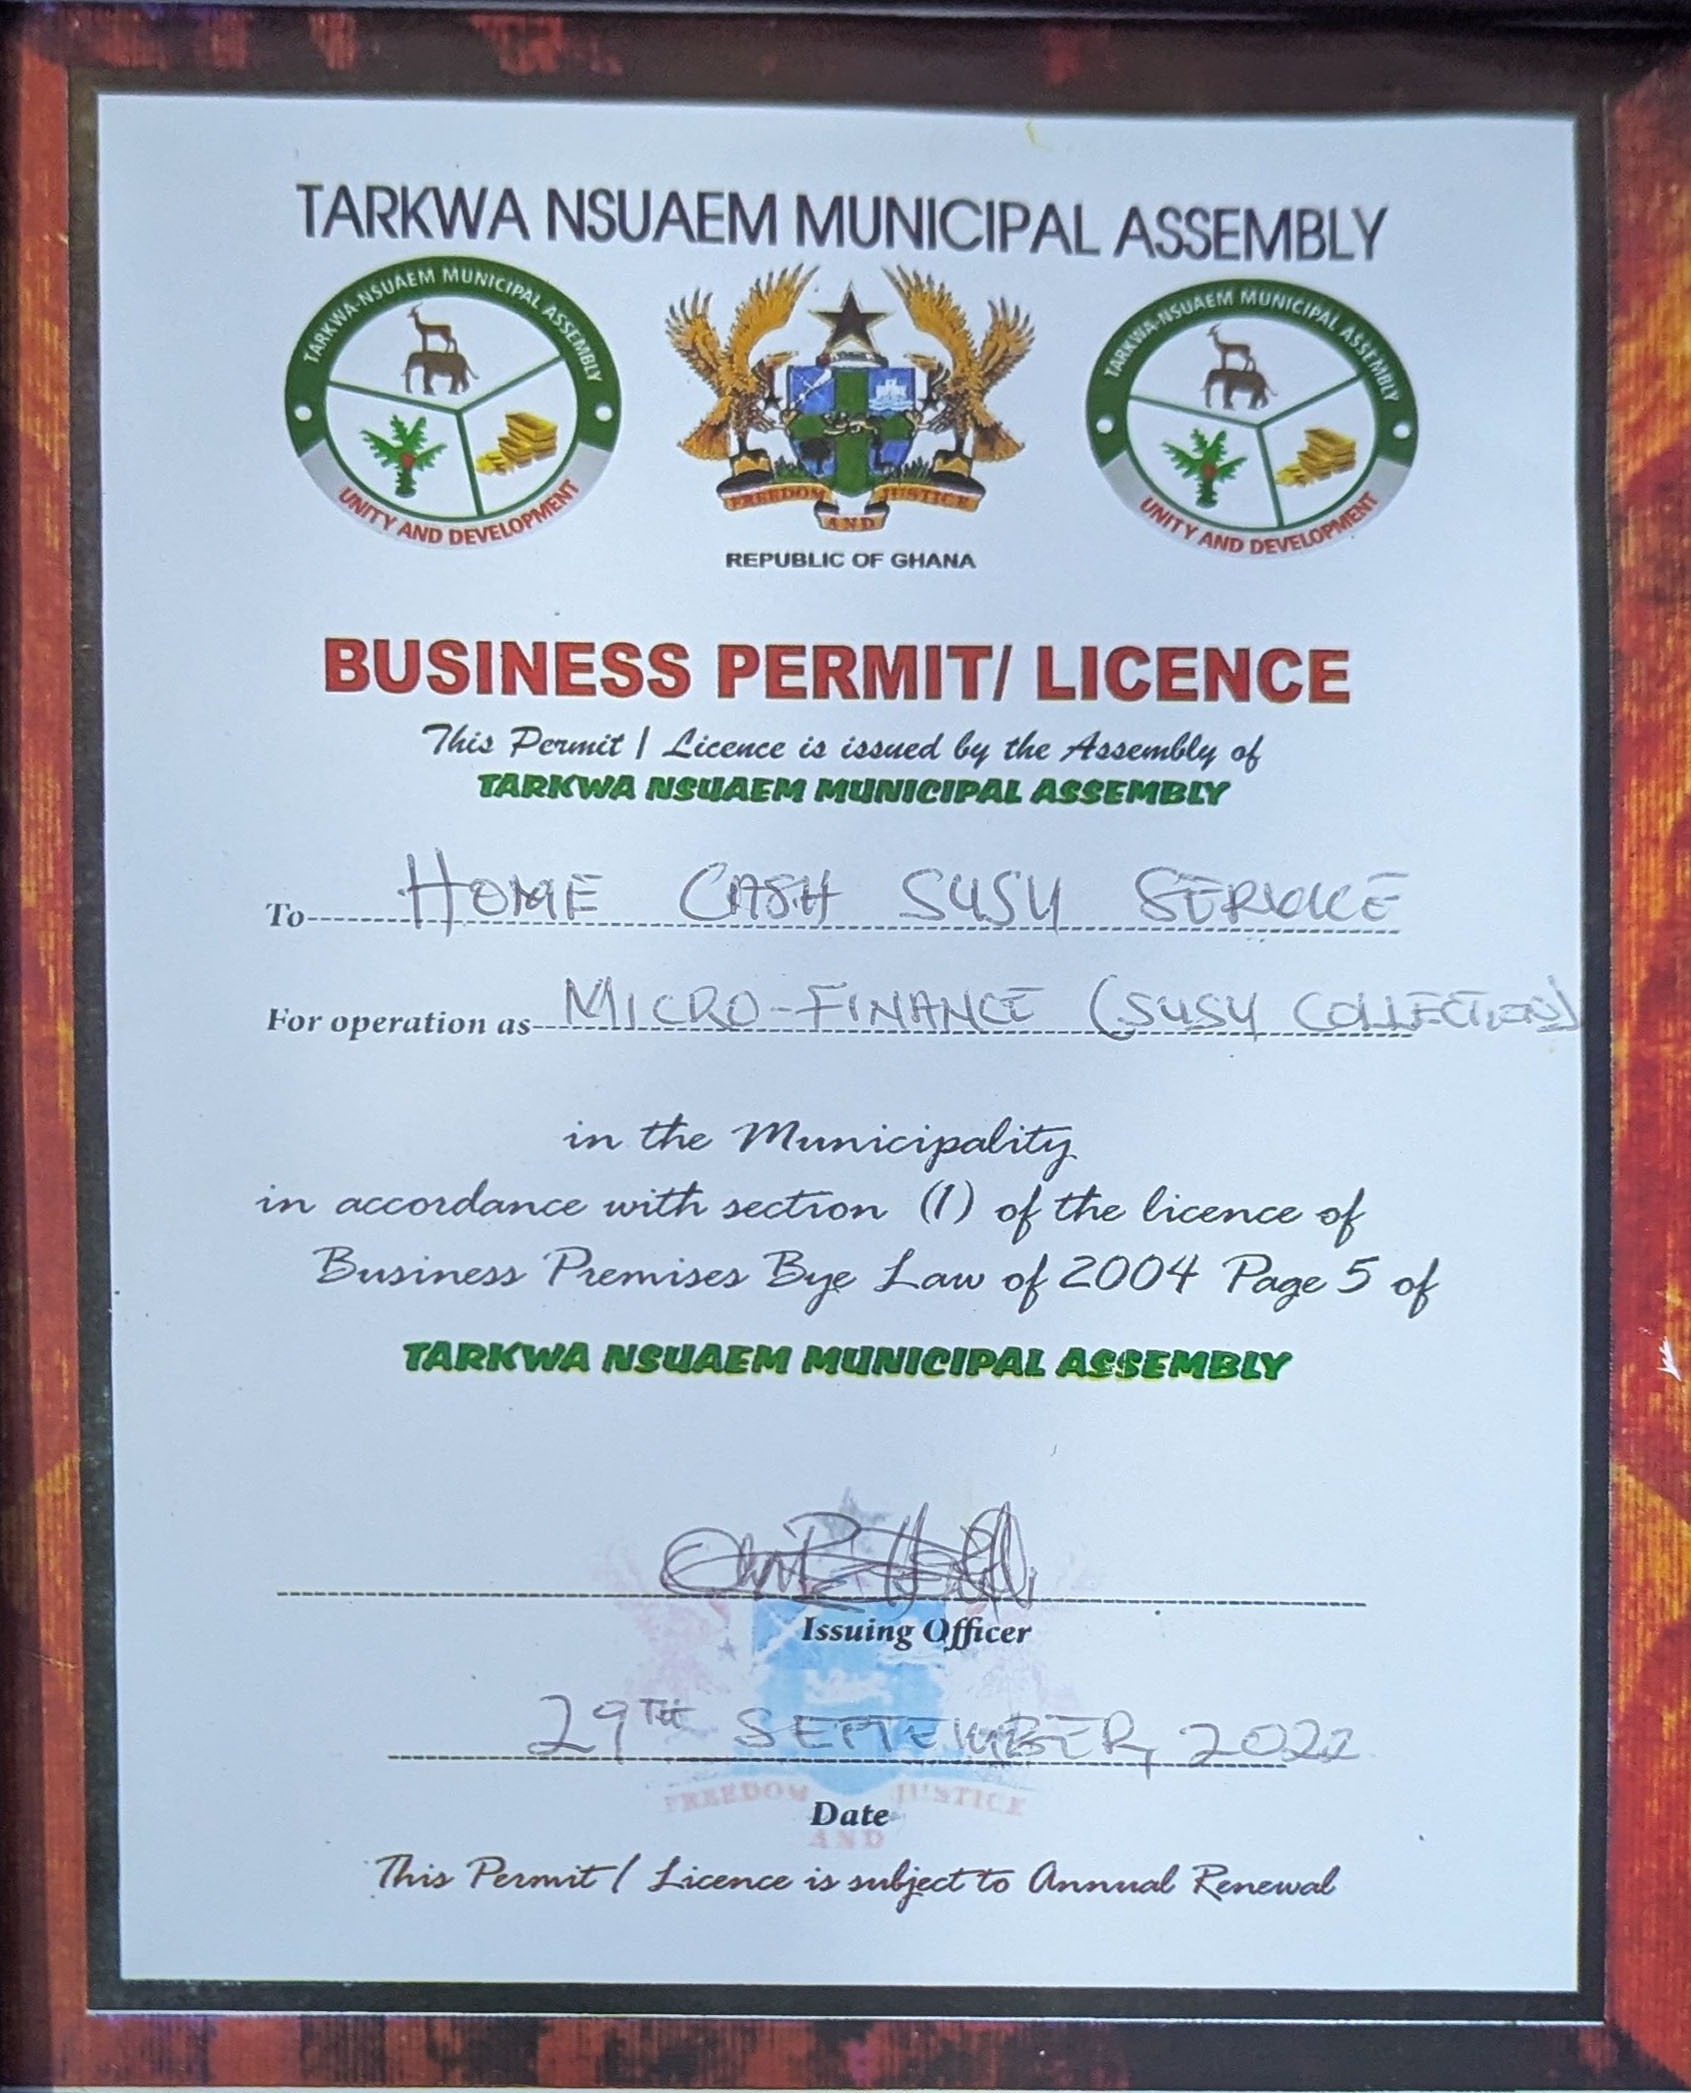 TARKWA NSUAEM MUNICIPAL ASSEMBLY
TARKWA-NSUAEM MUNICIPAL ASSEMBLY
UNITY AND DEVELOPMENT
FREEDOM AND JUSTICE
REPUBLIC OF GHANA
TARKWA-NSUAEM MUNICIPAL ASSEMBLY
UNITY AND DEVELOPMENT
BUSINESS PERMIT/ LICENCE
This Permit / Licence is issued by the Assembly of
TARKWA NSUAEM MUNICIPAL ASSEMBLY
To HOME CASH SUSU SERVICE
For operation as MICRO-FINANCE (SUSU COLLECTION)
in the Municipality
in accordance with section (1) of the licence of
Business Premises Bye Law of 2004 Page 5 of
TARKWA NSUAEM MUNICIPAL ASSEMBLY
Issuing Officer
29TH SEPTEMBER, 2022
FREEDOM AND JUSTICE
Date
This Permit / Licence is subject to Annual Renewal